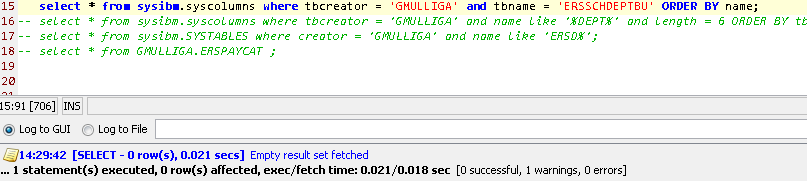 15 select * from sysibm.syscolumns where tbcreator = 'GMULLIGA' and tbname = 'ERSSCHDEPTBU' ORDER BY name;
16 -- select * from sysibm.syscolumns where tbcreator = 'GMULLIGA' and name like '%DEPT%' and length = 6 ORDER BY tb
17 -- select * from sysibm.SYSTABLES where creator = 'GMULLIGA' and name like 'ERSD%';
18 -- select * from GMULLIGA.ERSPAYCAT ;
19
20
21
15:91 [706] INS
Log to GUI Log to File
14:29:42 [SELECT - 0 row(s), 0.021 secs] Empty result set fetched
... 1 statement(s) executed, 0 row(s) affected, exec/fetch time: 0.021/0.018 sec [0 successful, 1 warnings, 0 errors]